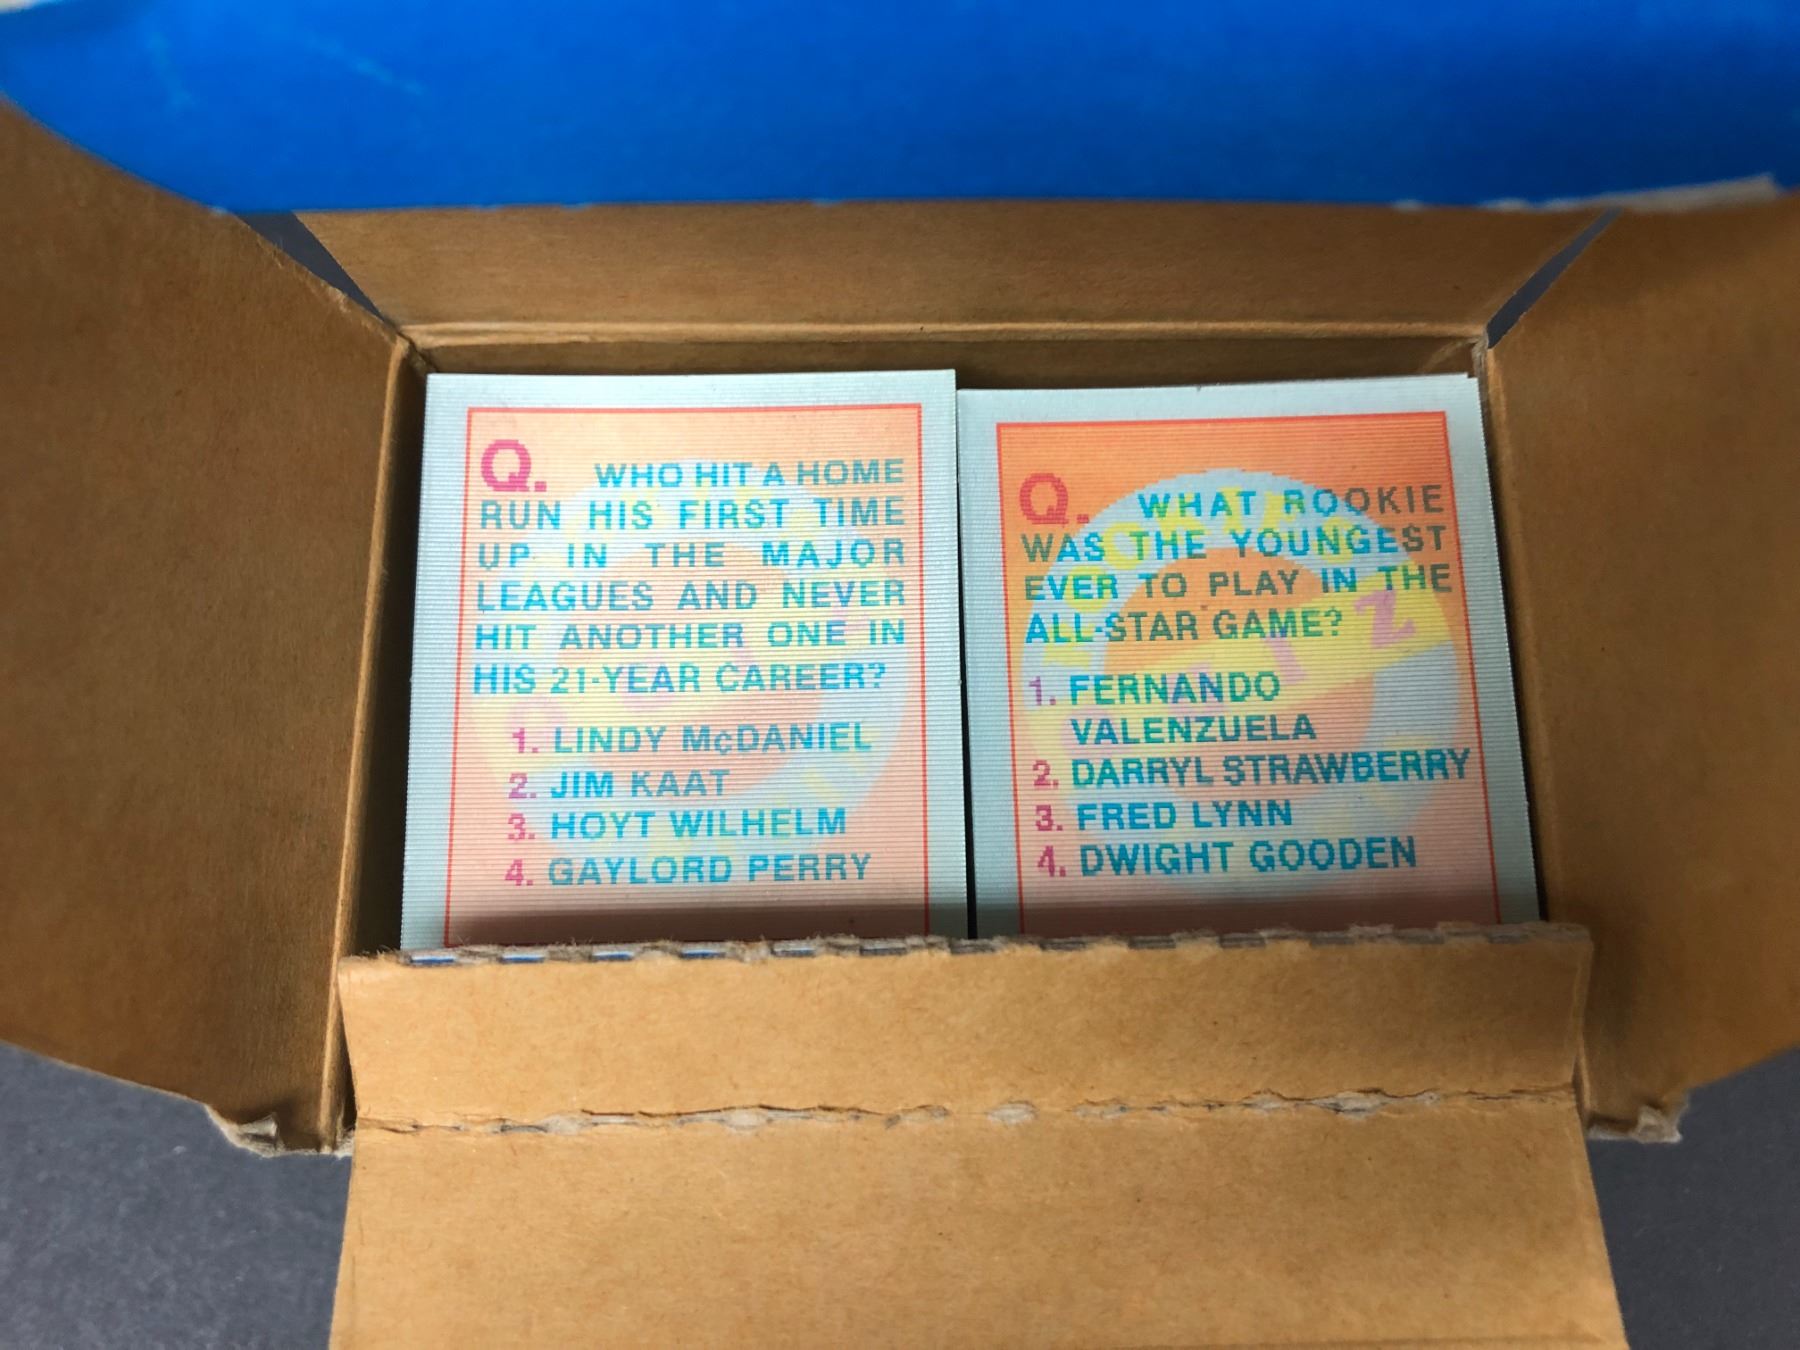 Q. WHO HIT A HOME
RUN HIS FIRST TIME
UP IN THE MAJOR
LEAGUES AND NEVER
HIT ANOTHER ONE IN
HIS 21-YEAR CAREER?
1. LINDY McDANIEL
2. JIM KAAT
3. HOYT WILHELM
4. GAYLORD PERRY
Q. WHAT ROOKIE
WAS THE YOUNGEST
EVER TO PLAY IN THE
ALL-STAR GAME?
1. FERNANDO
VALENZUELA
2. DARRYL STRAWBERRY
3. FRED LYNN
4. DWIGHT GOODEN